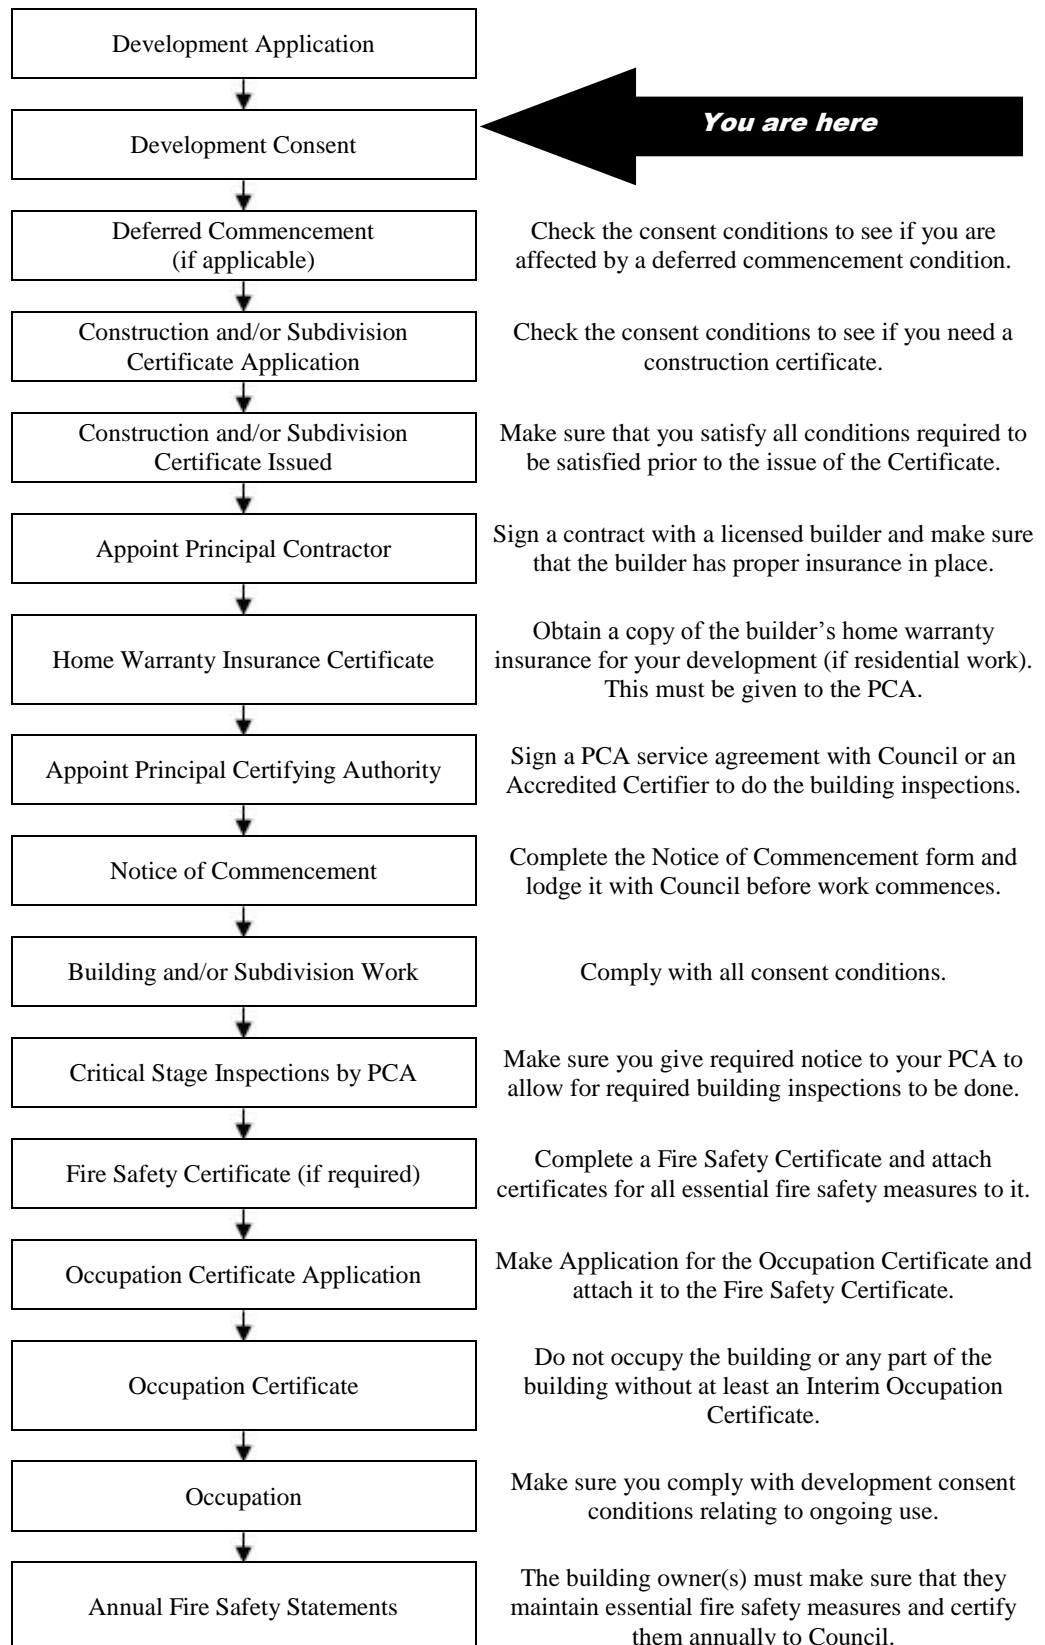 Development Application
Development Consent
You are here
Deferred Commencement
(if applicable)
Check the consent conditions to see if you are
affected by a deferred commencement condition.
Construction and/or Subdivision
Certificate Application
Check the consent conditions to see if you need a
construction certificate.
Construction and/or Subdivision
Certificate Issued
Make sure that you satisfy all conditions required to
be satisfied prior to the issue of the Certificate.
Appoint Principal Contractor
Sign a contract with a licensed builder and make sure
that the builder has proper insurance in place.
Home Warranty Insurance Certificate
Obtain a copy of the builder’s home warranty
insurance for your development (if residential work).
This must be given to the PCA.
Appoint Principal Certifying Authority
Sign a PCA service agreement with Council or an
Accredited Certifier to do the building inspections.
Notice of Commencement
Complete the Notice of Commencement form and
lodge it with Council before work commences.
Building and/or Subdivision Work
Comply with all consent conditions.
Critical Stage Inspections by PCA
Make sure you give required notice to your PCA to
allow for required building inspections to be done.
Fire Safety Certificate (if required)
Complete a Fire Safety Certificate and attach
certificates for all essential fire safety measures to it.
Occupation Certificate Application
Make Application for the Occupation Certificate and
attach it to the Fire Safety Certificate.
Occupation Certificate
Do not occupy the building or any part of the
building without at least an Interim Occupation
Certificate.
Occupation
Make sure you comply with development consent
conditions relating to ongoing use.
Annual Fire Safety Statements
The building owner(s) must make sure that they
maintain essential fire safety measures and certify
them annually to Council.